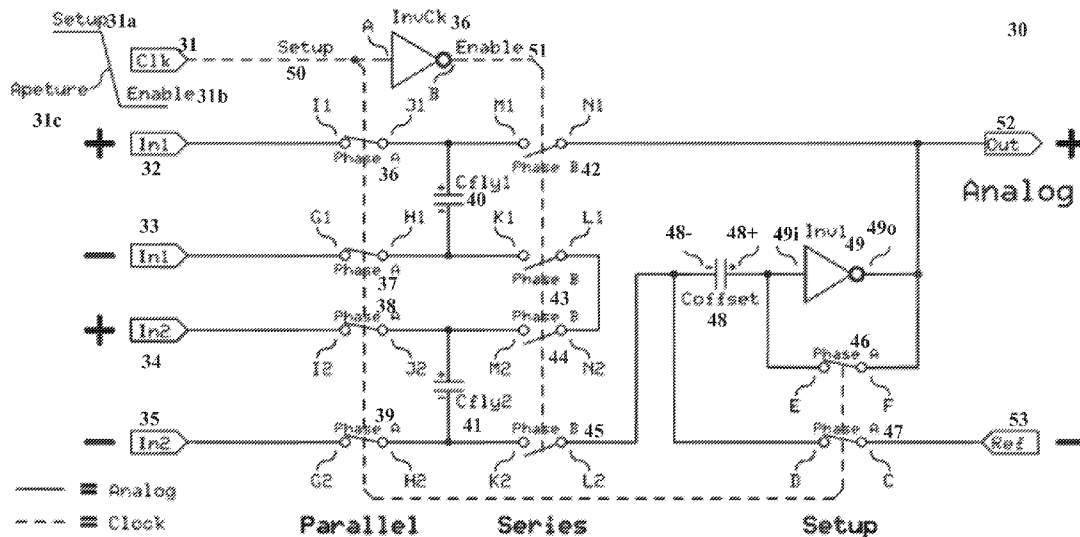 Setup 31a
31
InvCk 36
30
Clk
Setup
50
A
Enable
51
B
Apeture
Enable 31b
31c
I1
J1
M1
N1
52
+
In1
Phase A
Phase B
42
Out
+
32
36
Cfly1
40
Analog
+
-
33
G1
H1
K1
L1
48-
48+
49i
Inv1
49
49o
-
In1
Phase A
Phase B
-
+
37
43
Coffset
38
48
+
In2
Phase A
Phase B
46
34
44
Phase A
I2
J2
M2
N2
+
-
Cfly2
E
F
35
39
41
45
47
53
-
In2
Phase A
Phase B
Phase A
Ref
-
G2
H2
K2
L2
D
C
= Analog
= Clock
Parallel
Series
Setup